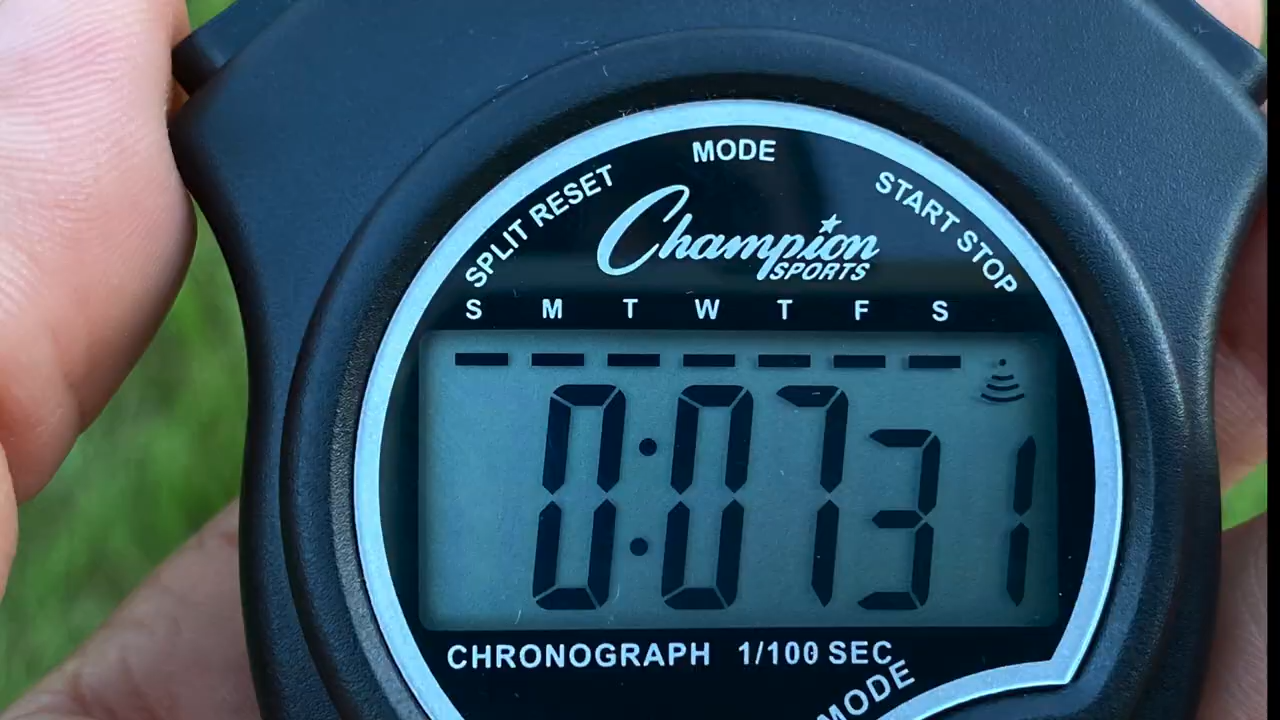 MODE
SPLIT RESET
START STOP
Champion
SPORTS
S M T W T F S
0:07 31
CHRONOGRAPH 1/100 SEC
MODE